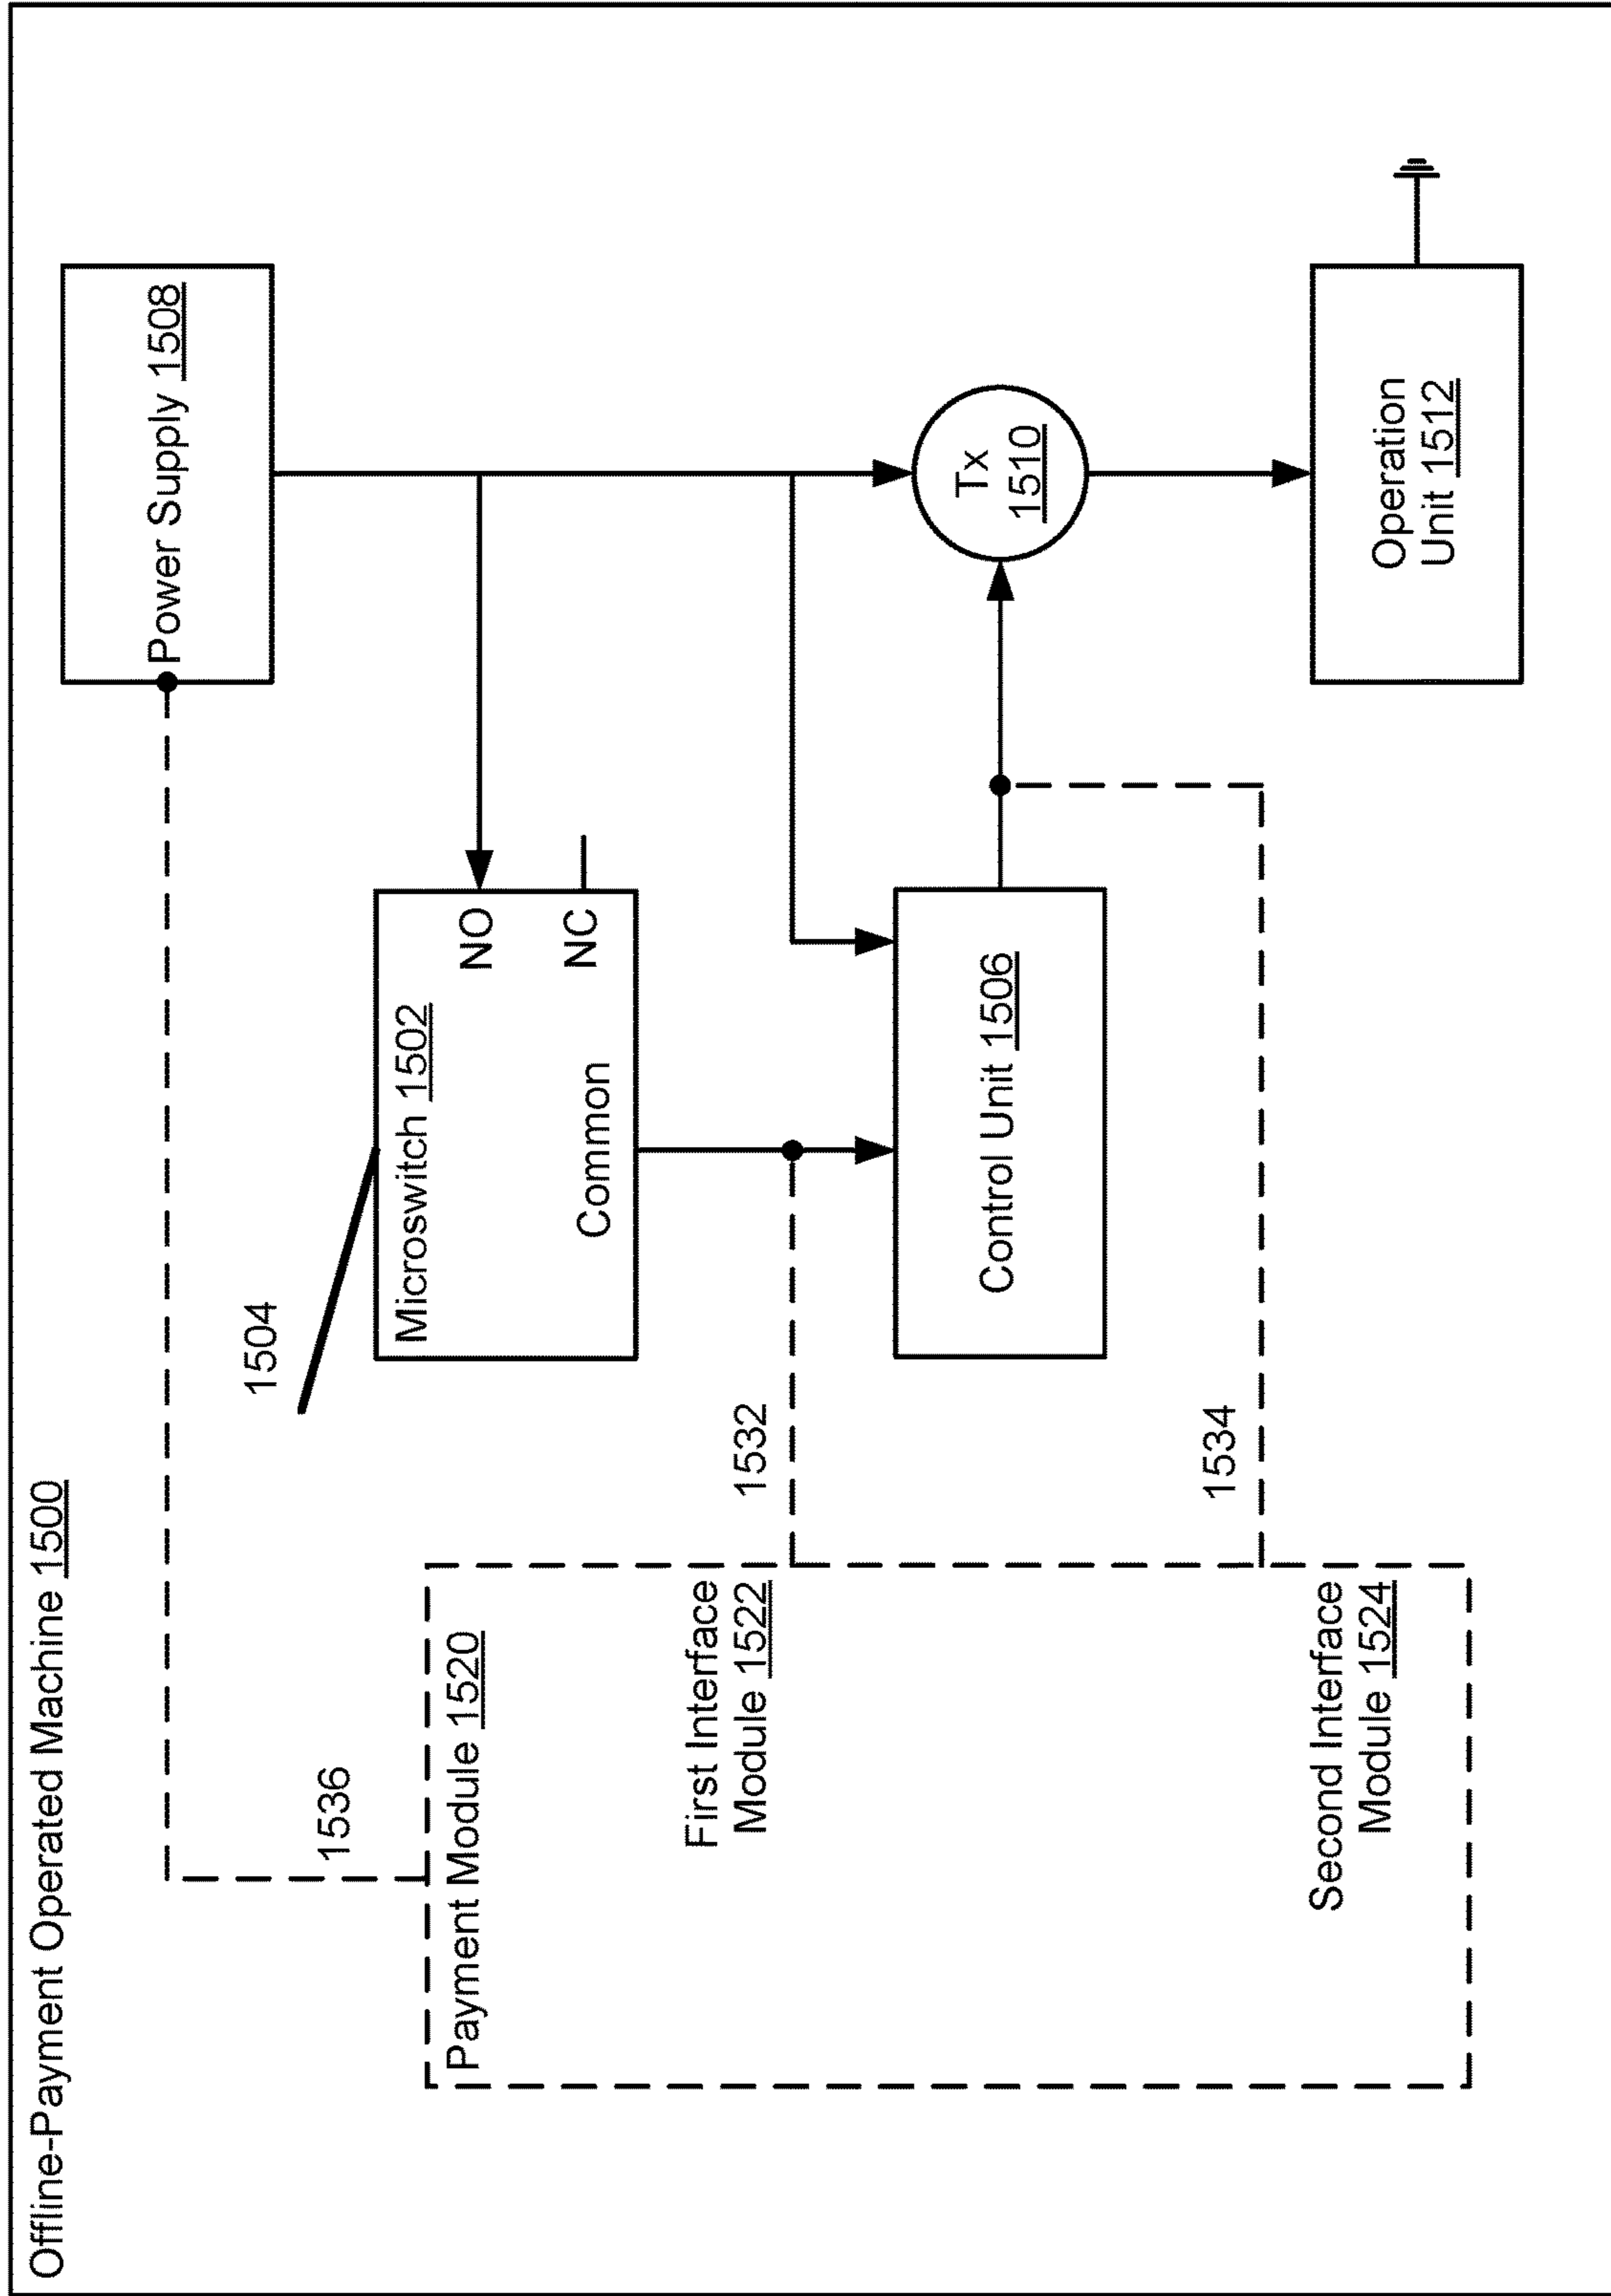 Offline-Payment Operated Machine 1500
1536
Payment Module 1520
First Interface
Module 1522
Second Interface
Module 1524
1504
1532
1534
Microswitch 1502
NO
NC
Common
Control Unit 1506
Power Supply 1508
Tx
1510
Operation
Unit 1512